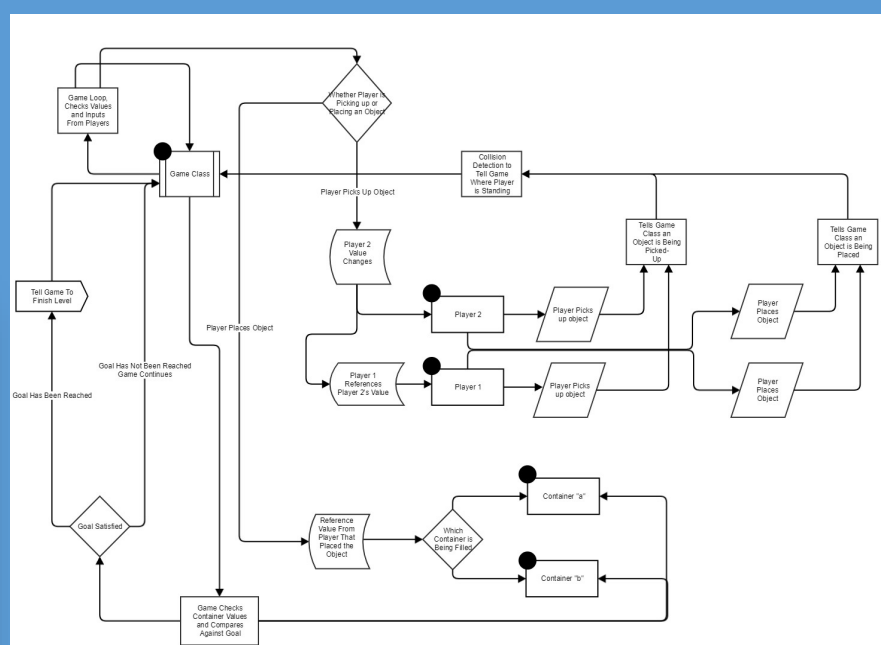 Game Loop,
Checks Values
and Inputs
From Players
Whether Player is
Picking up or
Placing an Object
Game Class
Collision
Detection to
Tell Game
Where Player
is Standing
Player Picks Up Object
Player 2
Value
Changes
Tells Game
Class an
Object is Being
Picked-
Up
Tells Game
Class an
Object is Being
Placed
Tell Game To
Finish Level
Player 2
Player Picks
up object
Player
Places
Object
Player Places Object
Goal Has Not Been Reached
Game Continues
Goal Has Been Reached
Player 1
References
Player 2's Value
Player 1
Player Picks
up object
Player
Places
Object
Container "a"
Goal Satisfied
Reference
Value From
Player That
Placed the
Object
Which
Container is
Being Filled
Container "b"
Game Checks
Container Values
and Compares
Against Goal